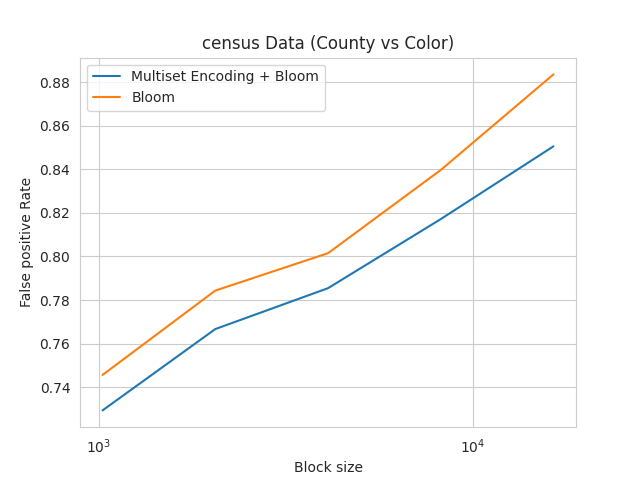 census Data (County vs Color)
Multiset Encoding + Bloom
Bloom
False positive Rate
0.88
0.86
0.84
0.82
0.80
0.78
0.76
0.74
10³
10⁴
Block size